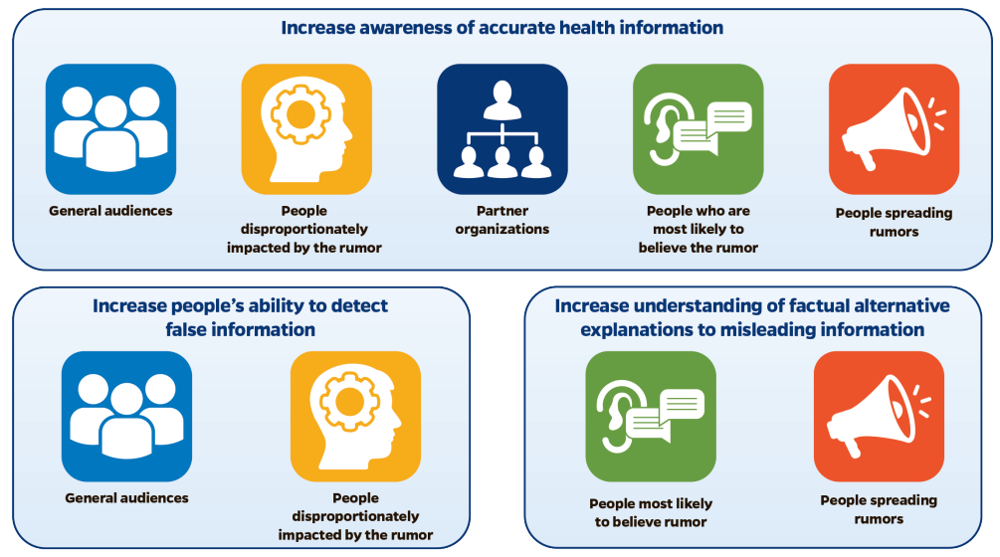 Increase awareness of accurate health information
General audiences
People
disproportionately
impacted by the rumor
Partner
organizations
People who are
most likely to
believe the rumor
People spreading
rumors
Increase people's ability to detect
false information
General audiences
People
disproportionately
impacted by the rumor
Increase understanding of factual alternative
explanations to misleading information
People most likely
to believe rumor
People spreading
rumors